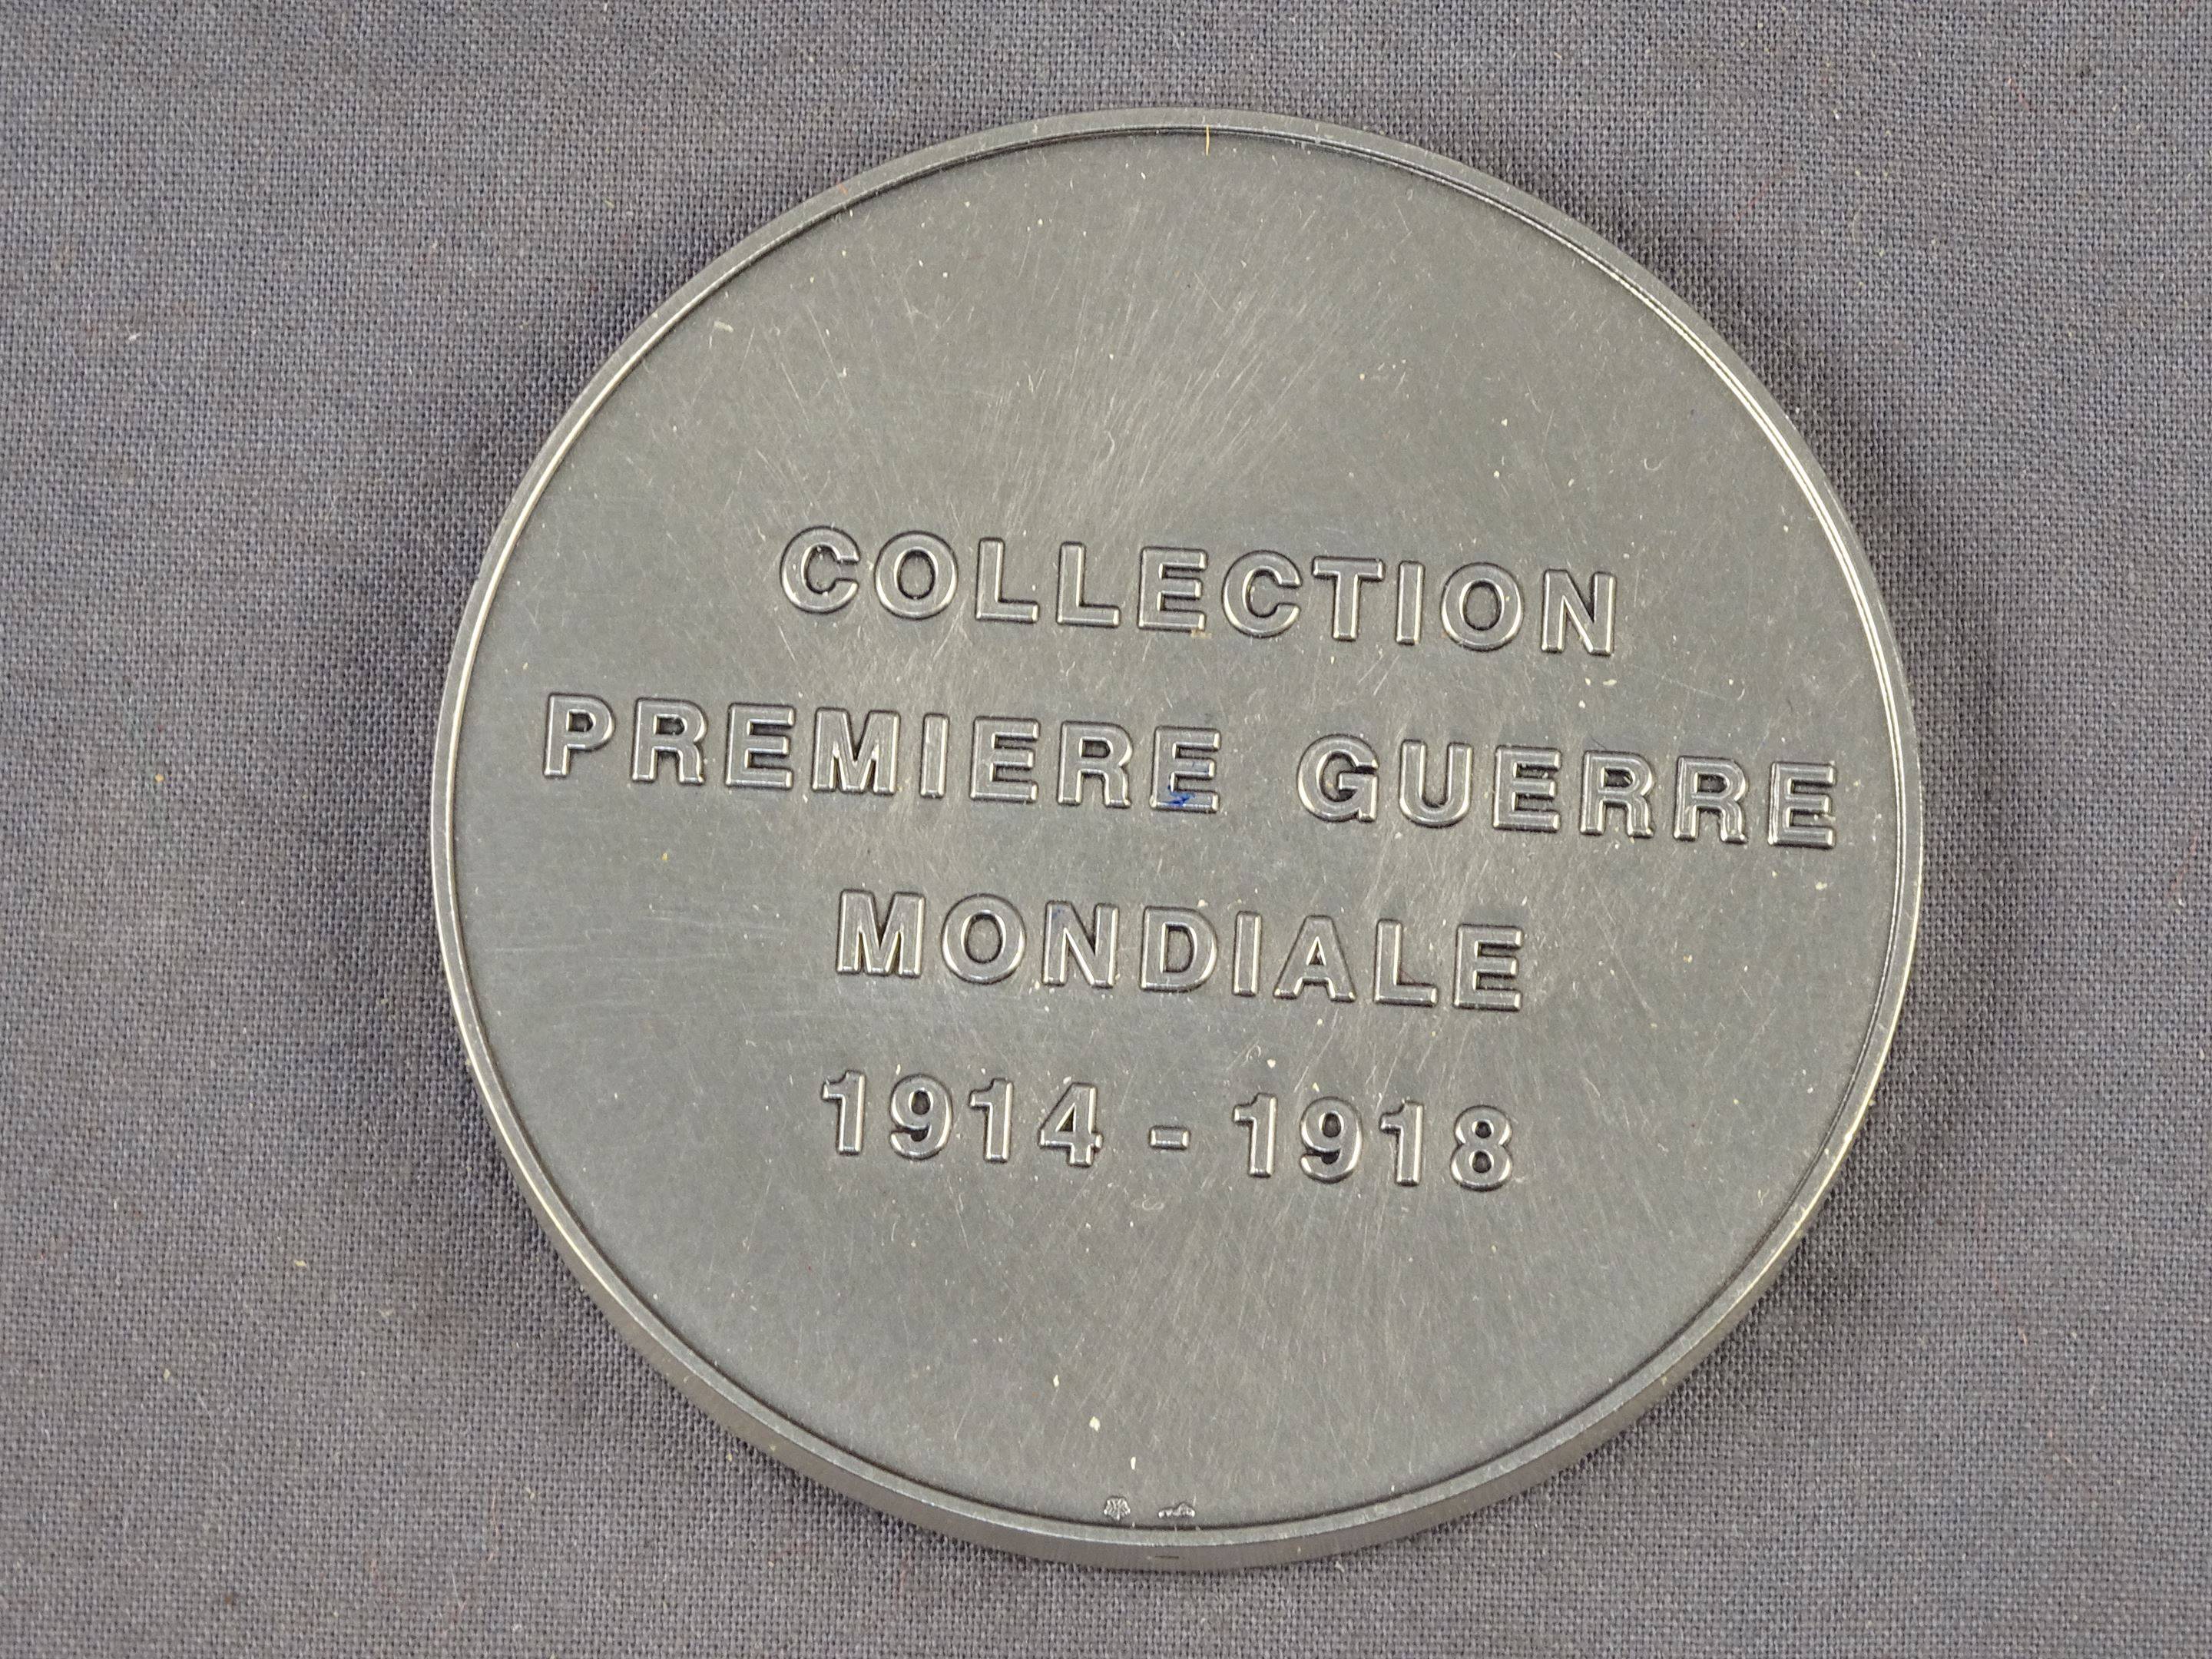 COLLECTION
PREMIERE GUERRE
MONDIALE
1914 - 1918